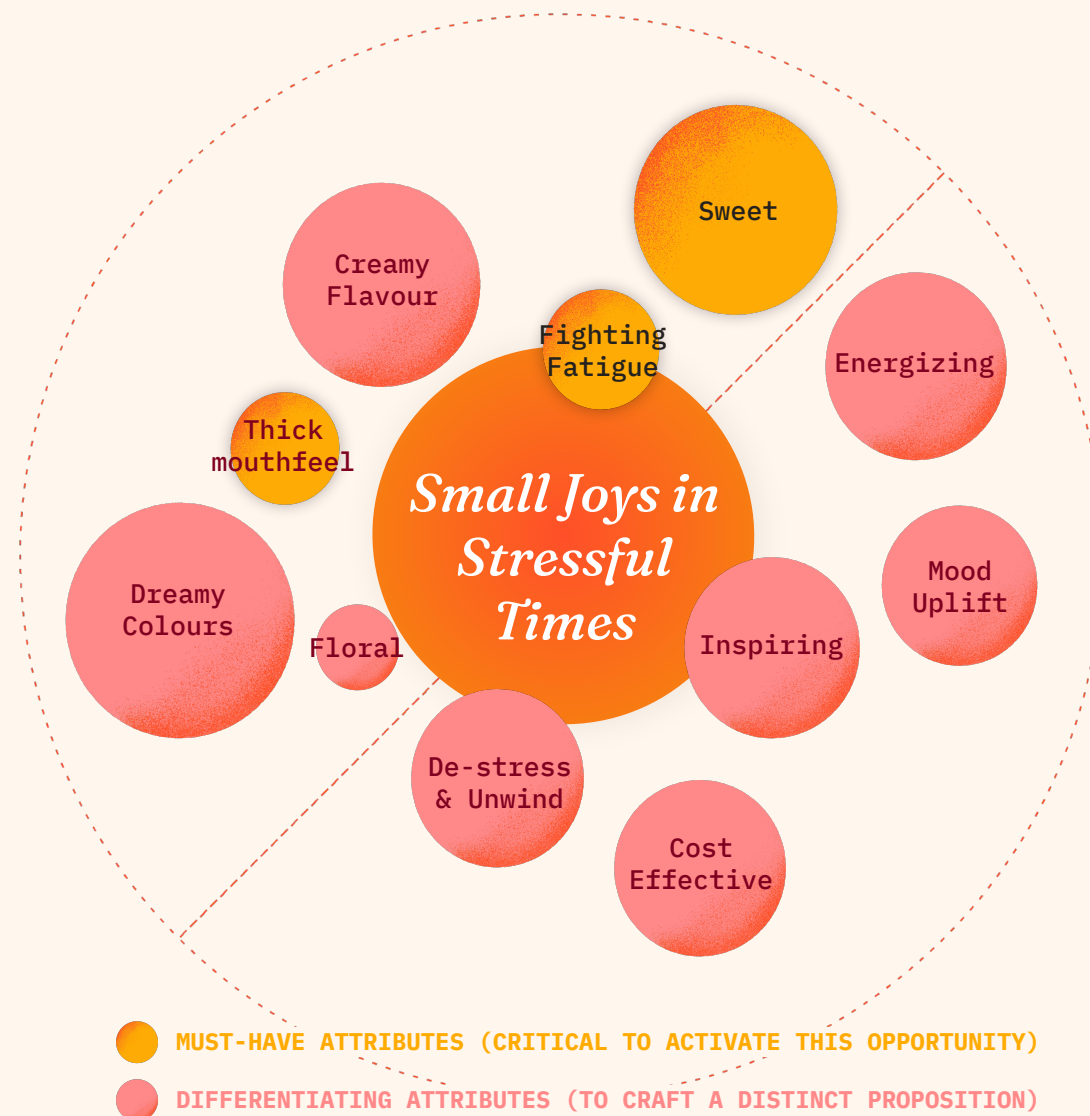 Sweet
Creamy
Flavour
Fighting
Fatigue
Energizing
Thick
mouthfeel
Small Joys in
Stressful
Times
Dreamy
Colours
Floral
Mood
Uplift
Inspiring
De-stress
& Unwind
Cost
Effective
MUST-HAVE ATTRIBUTES (CRITICAL TO ACTIVATE THIS OPPORTUNITY)
DIFFERENTIATING ATTRIBUTES (TO CRAFT A DISTINCT PROPOSITION)